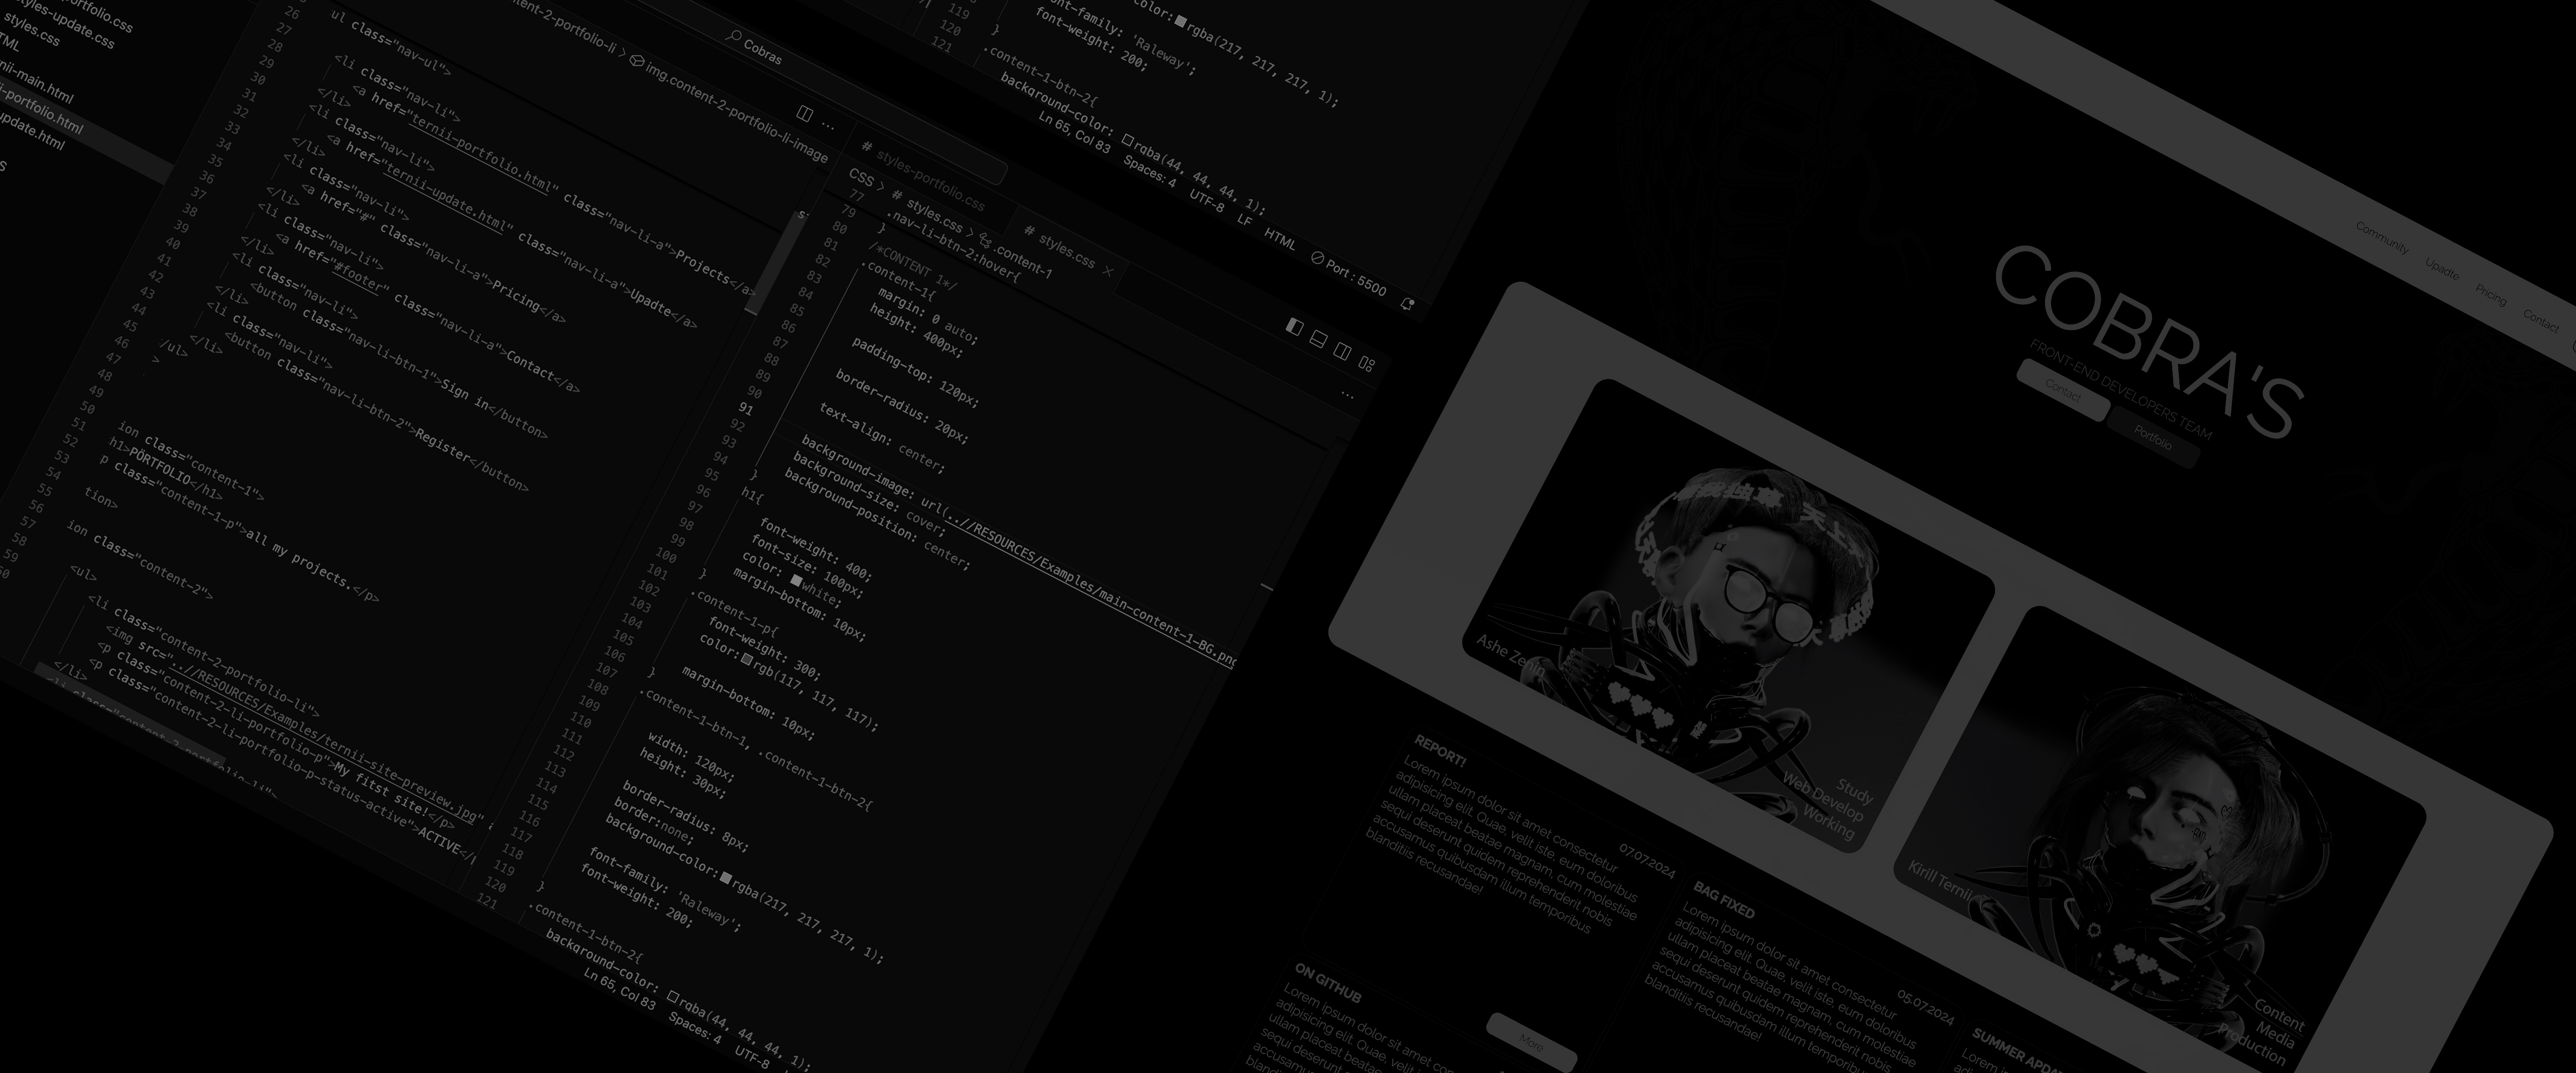 portfolio.css
styles-update.css
styles.css
nii-main.html
i-portfolio.html
update.html
26
27
28
29
30
31
32
33
34
35
36
37
38
39
40
41
42
43
44
45
46
47
48
49
50
51
52
53
54
55
56
57
58
59
ul class="nav-ul">
<li class="nav-li">
<a href="ternii-portfolio.html" class="nav-li-a">Projects</a>
</li>
<li class="nav-li">
<a href="ternii-update.html" class="nav-li-a">Upadte</a>
</li>
<li class="nav-li">
<a href="#" class="nav-li-a">Pricing</a>
</li>
<li class="nav-li">
<a href="#footer" class="nav-li-a">Contact</a>
</li>
<li class="nav-li">
<button class="nav-li-btn-1">Sign in</button>
</li>
<li class="nav-li">
<button class="nav-li-btn-2">Register</button>
</li>
/ul>
>
ion class="content-1">
h1>PORTFOLIO</h1>
p class="content-1-p">all my projects.</p>
tion>
ion class="content-2">
<ul>
<li class="content-2-portfolio-li">
<img src="..//RESOURCES/Examples/ternii-site-preview.jpg"
<p class="content-2-li-portfolio-p">My fitst site!</p>
<p class="content-2-li-portfolio-p-status-active">ACTIVE</
</li>
ntent-2-portfolio-li > img.content-2-portfolio-li-image
Cobras
# styles-portfolio.css
# styles.css
CSS > # styles.css > .content-1
77
79
80
81
82
83
84
85
86
87
88
89
90
91
92
93
94
95
96
97
98
99
100
101
102
103
104
105
106
107
108
109
110
111
112
113
114
115
116
117
118
119
120
121
.nav-li-btn-2:hover{
}
/*CONTENT 1*/
.content-1{
margin: 0 auto;
height: 400px;
padding-top: 120px;
border-radius: 20px;
text-align: center;
background-image: url(..//RESOURCES/Examples/main-content-1-BG.png
background-size: cover;
background-position: center;
}
h1{
font-weight: 400;
font-size: 100px;
color: white;
margin-bottom: 10px;
}
.content-1-p{
font-weight: 300;
color: rgb(117, 117, 117);
margin-bottom: 10px;
}
.content-1-btn-1, .content-1-btn-2{
width: 120px;
height: 30px;
border-radius: 8px;
border:none;
background-color: rgba(217, 217, 217, 1);
font-family: 'Raleway';
font-weight: 200;
}
.content-1-btn-2{
background-color: rgba(44, 44, 44, 1);
Ln 65, Col 83 Spaces: 4 UTF-8
119
120
121
color: rgba(217, 217, 217, 1);
font-family: 'Raleway';
font-weight: 200;
}
.content-1-btn-2{
background-color: rgba(44, 44, 44, 1);
Ln 65, Col 83 Spaces: 4 UTF-8 LF HTML Port : 5500
Community Upadte Pricing Contact
COBRA'S
FRONT-END DEVELOPERS TEAM
Contact
Portfolio
Ashe Zenin
Study
Web Develop
Working
Kirill Ternii
Content
Media
Production
REPORT!
07.07.2024
Lorem ipsum dolor sit amet consectetur
adipisicing elit. Quae, velit iste, eum doloribus
ullam placeat beatae magnam, cum molestiae
sequi deserunt quidem reprehenderit nobis
accusamus quibusdam illum temporibus
blanditiis recusandae!
BAG FIXED
05.07.2024
Lorem ipsum dolor sit amet consectetur
adipisicing elit. Quae, velit iste, eum doloribus
ullam placeat beatae magnam, cum molestiae
sequi deserunt quidem reprehenderit nobis
accusamus quibusdam illum temporibus
blanditiis recusandae!
ON GITHUB
Lorem ipsum dolor sit amet
adipisicing elit. Quae, velit
ullam placeat beatae
sequi deserunt
More
SUMMER
Lorem